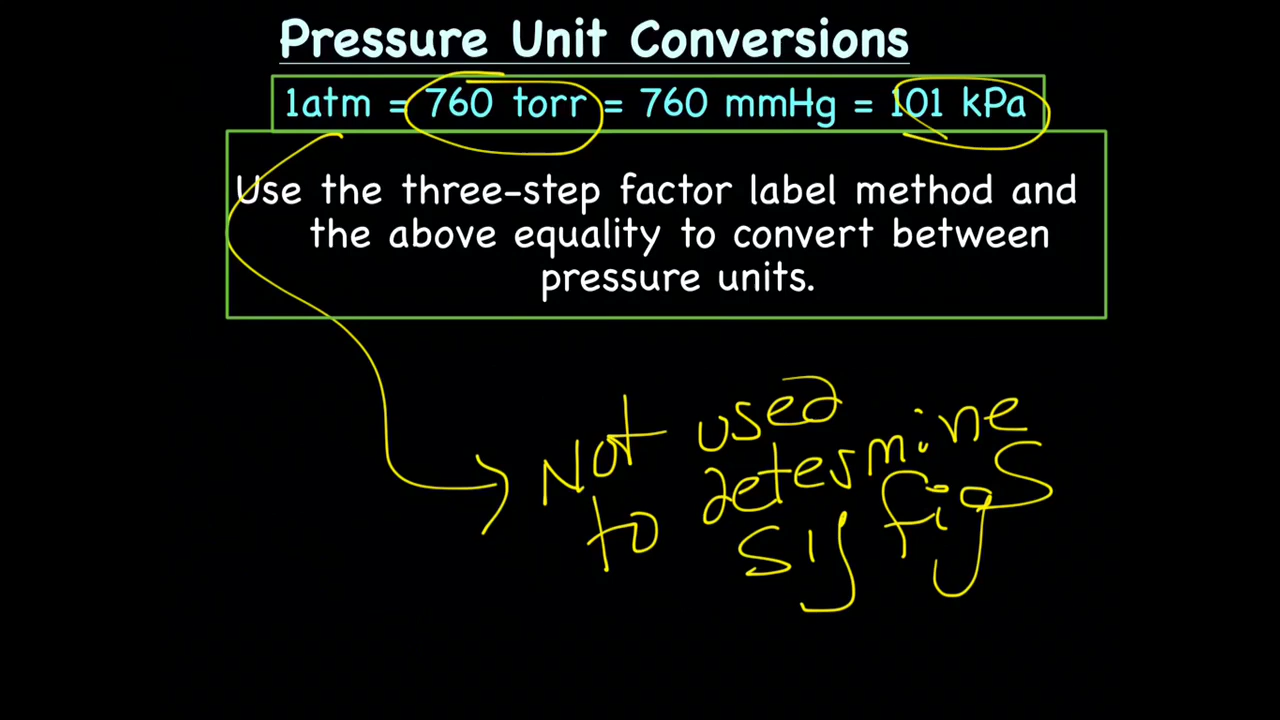 Pressure Unit Conversions
1atm = 760 torr = 760 mmHg = 101 kPa
Use the three-step factor label method and
the above equality to convert between
pressure units.
Not used
to determine
sig figs